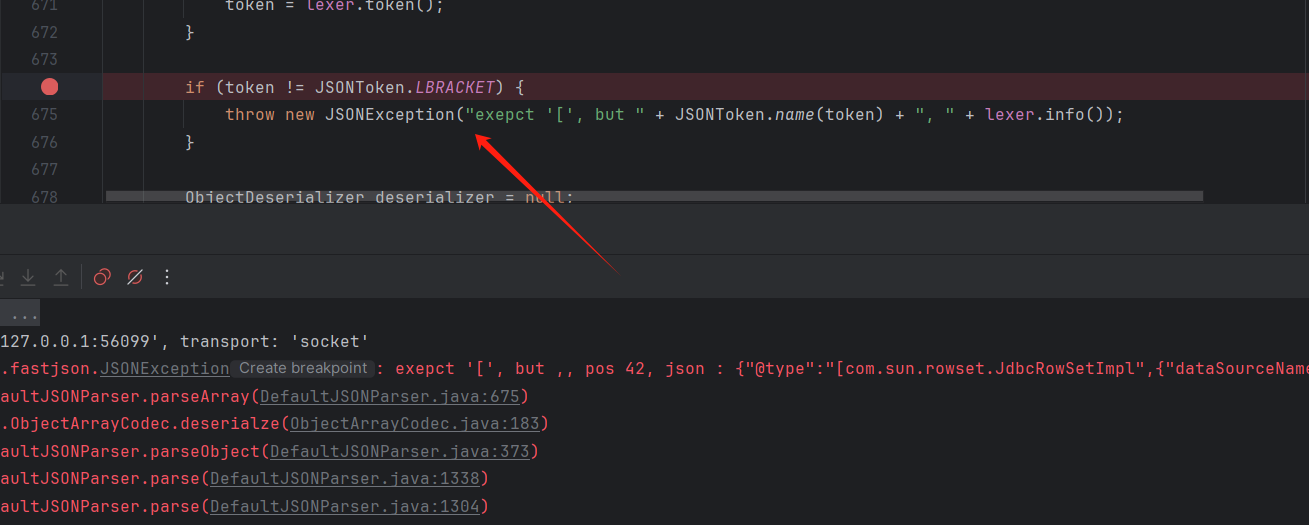 671 token = lexer.token();
672 }
673
if (token != JSONToken.LBRACKET) {
675 throw new JSONException("exepct '[', but " + JSONToken.name(token) + ", " + lexer.info());
676 }
677
678 ObjectDeserializer deserializer = null;
...
127.0.0.1:56099', transport: 'socket'
.fastjson.JSONException Create breakpoint : exepct '[', but ,, pos 42, json : {"@type":"[com.sun.rowset.JdbcRowSetImpl",{"dataSourceName
aultJSONParser.parseArray(DefaultJSONParser.java:675)
.ObjectArrayCodec.deserialze(ObjectArrayCodec.java:183)
aultJSONParser.parseObject(DefaultJSONParser.java:373)
aultJSONParser.parse(DefaultJSONParser.java:1338)
aultJSONParser.parse(DefaultJSONParser.java:1304)